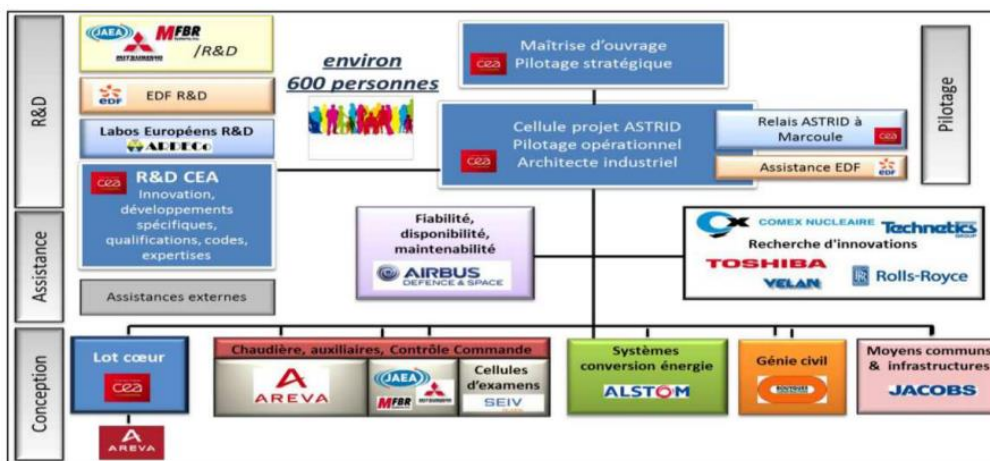 R&D
JAEA
MFBR
MITSUBISHI
/R&D
EDF
EDF R&D
Labos Européens R&D
ARDECo
cea
R&D CEA
Innovation,
développements
spécifiques,
qualifications, codes,
expertises
environ
600 personnes
cea
Maîtrise d'ouvrage
Pilotage stratégique
cea
Cellule projet ASTRID
Pilotage opérationnel
Architecte industriel
Relais ASTRID à
Marcoule
cea
Assistance EDF
EDF
Pilotage
Assistance
Assistances externes
Fiabilité,
disponibilité,
maintenabilité
AIRBUS
DEFENCE & SPACE
COMEX NUCLEAIRE
Technetics
GROUP
Recherche d'innovations
TOSHIBA
VELAN
Rolls-Royce
Conception
Lot cœur
cea
AREVA
Chaudière, auxiliaires, Contrôle Commande
AREVA
JAEA
MFBR
MITSUBISHI
Cellules
d'examens
SEIV
Systèmes
conversion énergie
ALSTOM
Génie civil
BOUYGUES
Moyens communs
& infrastructures
JACOBS